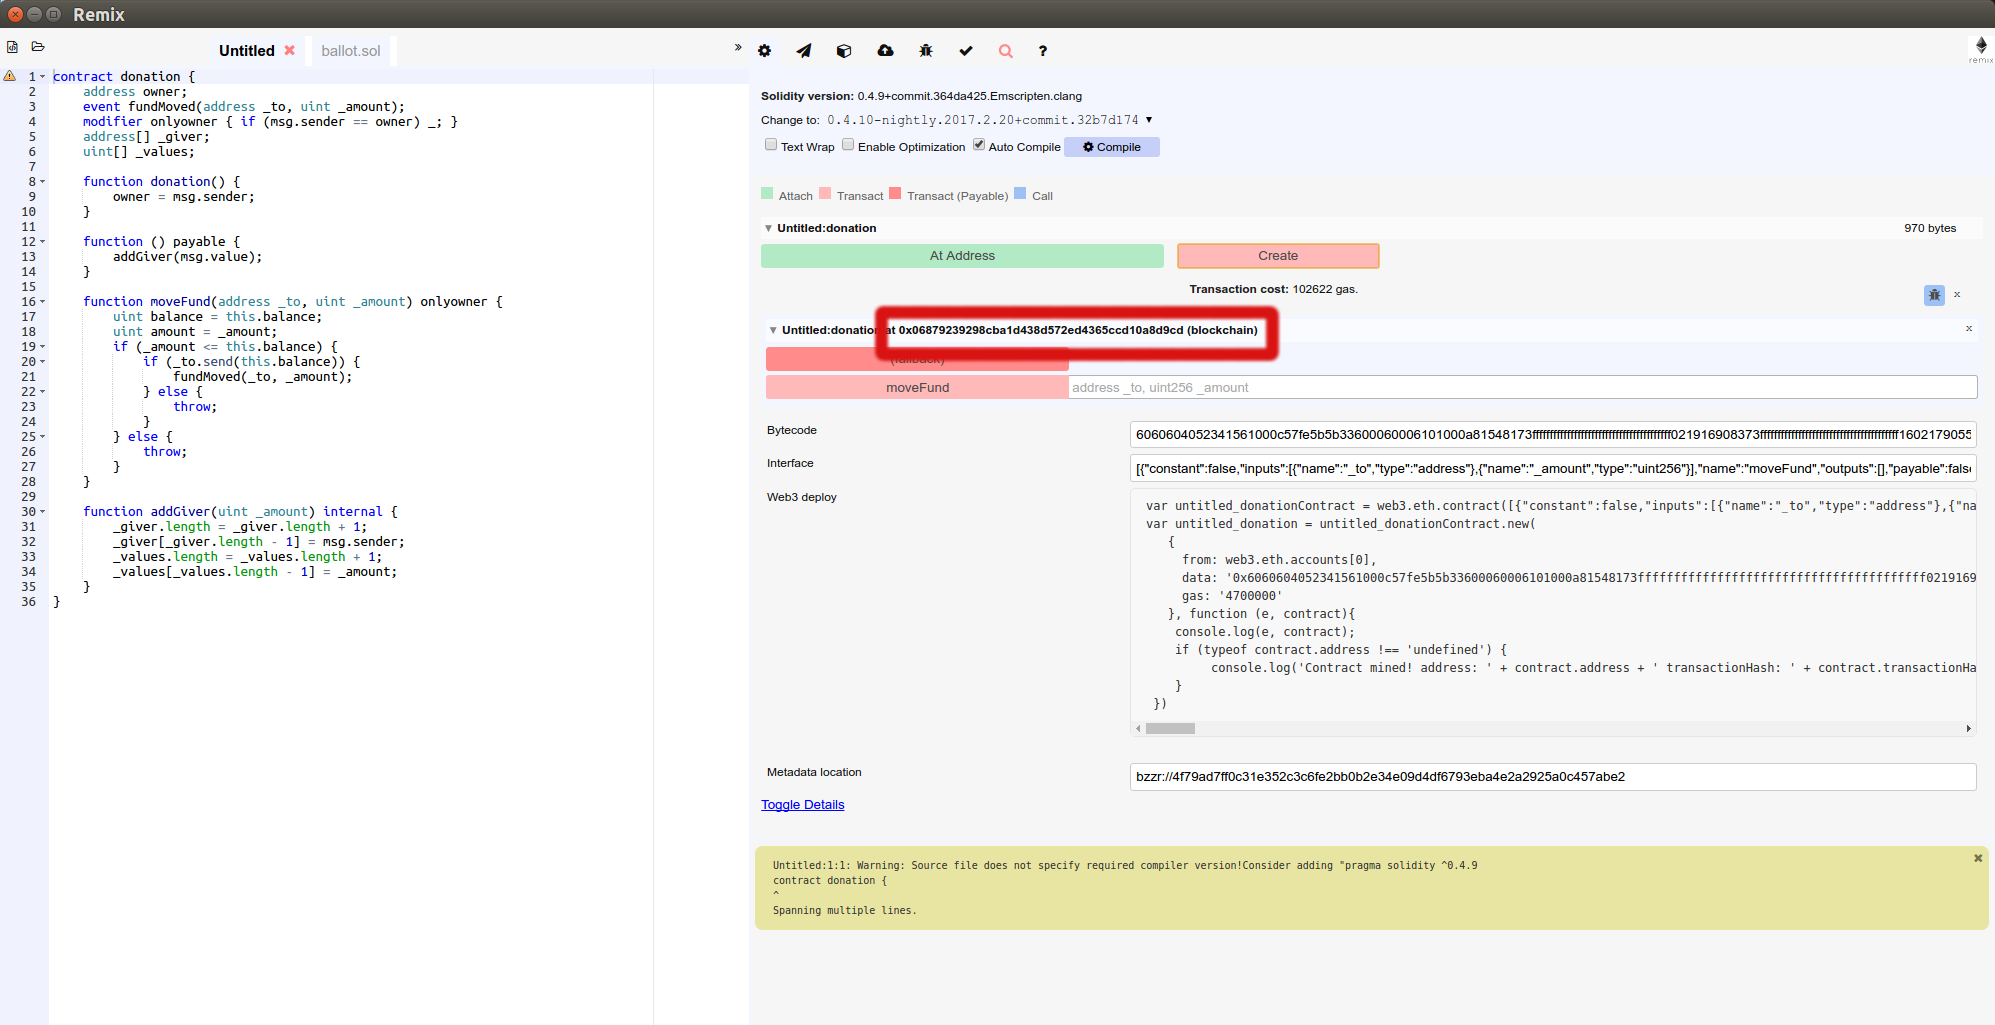 Remix
Untitled ✖ ballot.sol
»
?
remix
1 contract donation {
2 address owner;
3 event fundMoved(address _to, uint _amount);
4 modifier onlyowner { if (msg.sender == owner) _; }
5 address[] _giver;
6 uint[] _values;
7
8 function donation() {
9 owner = msg.sender;
10 }
11
12 function () payable {
13 addGiver(msg.value);
14 }
15
16 function moveFund(address _to, uint _amount) onlyowner {
17 uint balance = this.balance;
18 uint amount = _amount;
19 if (_amount <= this.balance) {
20 if (_to.send(this.balance)) {
21 fundMoved(_to, _amount);
22 } else {
23 throw;
24 }
25 } else {
26 throw;
27 }
28 }
29
30 function addGiver(uint _amount) internal {
31 _giver.length = _giver.length + 1;
32 _giver[_giver.length - 1] = msg.sender;
33 _values.length = _values.length + 1;
34 _values[_values.length - 1] = _amount;
35 }
36 }
Solidity version: 0.4.9+commit.364da425.Emscripten.clang
Change to: 0.4.10-nightly.2017.2.20+commit.32b7d174
Text Wrap Enable Optimization Auto Compile Compile
Attach Transact Transact (Payable) Call
Untitled:donation 970 bytes
At Address Create
Transaction cost: 102622 gas.
x
Untitled:donation at 0x06879239298cba1d438d572ed4365ccd10a8d9cd (blockchain) x
(fallback)
moveFund address _to, uint256 _amount
Bytecode
Interface [{"constant":false,"inputs":[{"name":"_to","type":"address"},{"name":"_amount","type":"uint256"}],"name":"moveFund","outputs":[],"payable":false
Web3 deploy
var untitled_donationContract = web3.eth.contract([{"constant":false,"inputs":[{"name":"_to","type":"address"},{"na
var untitled_donation = untitled_donationContract.new(
{
from: web3.eth.accounts[0],
gas: '4700000'
}, function (e, contract){
console.log(e, contract);
if (typeof contract.address !== 'undefined') {
console.log('Contract mined! address: ' + contract.address + ' transactionHash: ' + contract.transactionHa
}
})
Metadata location bzzr://4f79ad7ff0c31e352c3c6fe2bb0b2e34e09d4df6793eba4e2a2925a0c457abe2
Toggle Details
Untitled:1:1: Warning: Source file does not specify required compiler version!Consider adding "pragma solidity ^0.4.9
contract donation {
^
Spanning multiple lines.